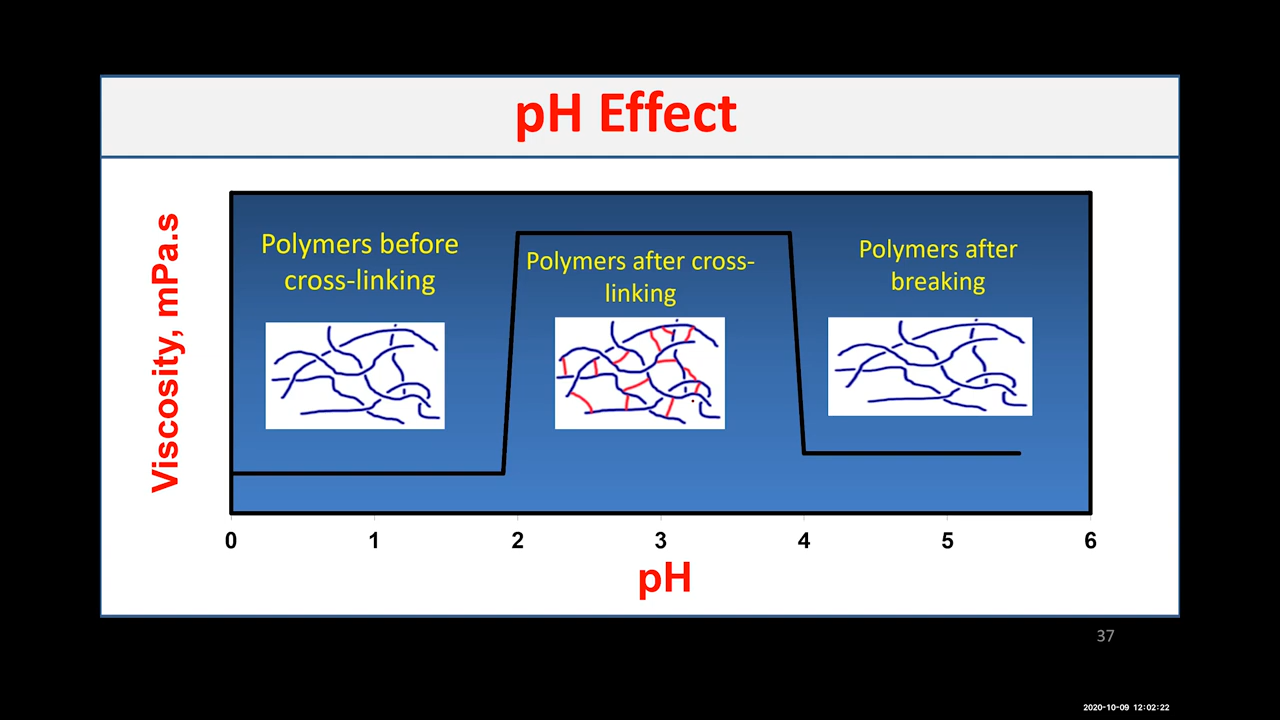 pH Effect
Viscosity, mPa.s
Polymers before
cross-linking
Polymers after cross-
linking
Polymers after
breaking
0 1 2 3 4 5 6
pH
37
2020-10-09 12:02:22